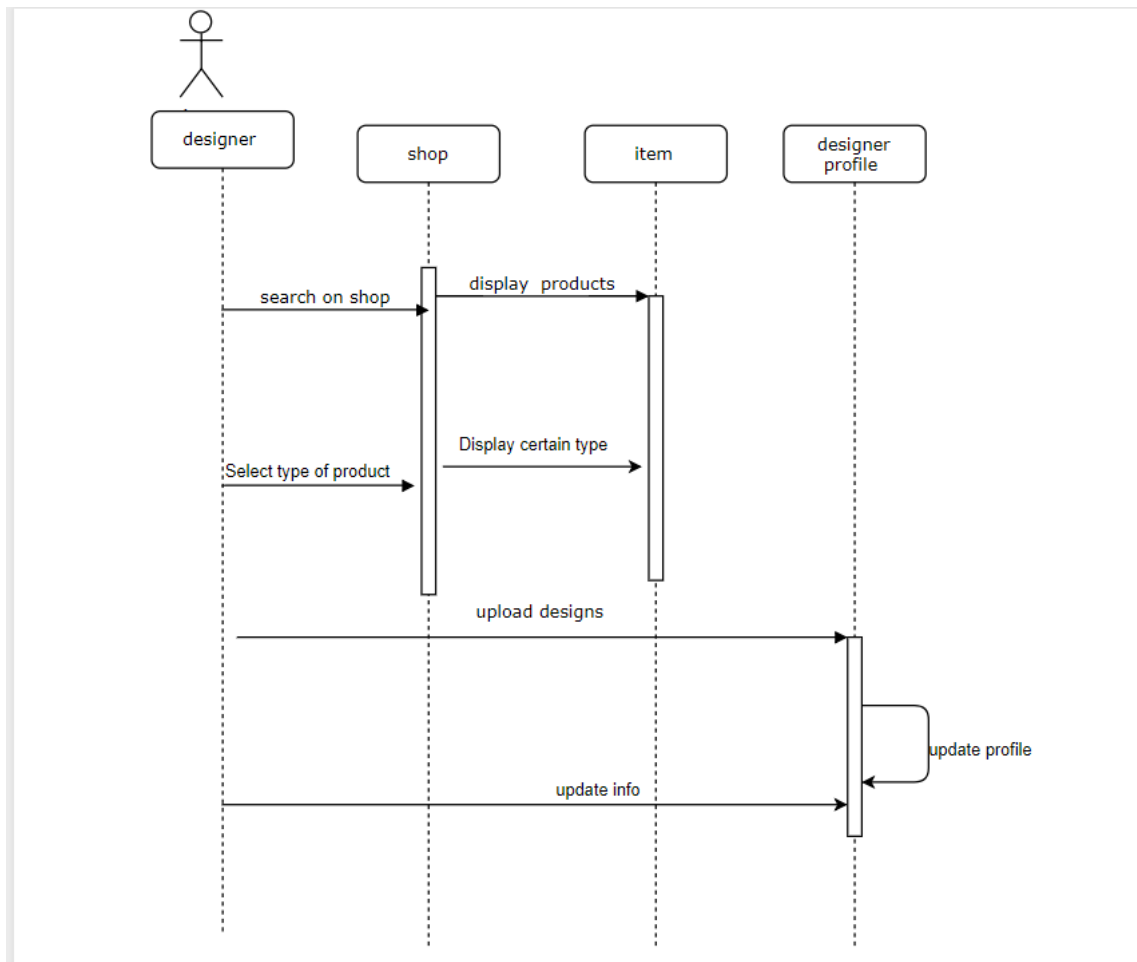 designer
shop
item
designer
profile
display  products
search on shop
Display certain type
Select type of product
upload designs
update profile
update info